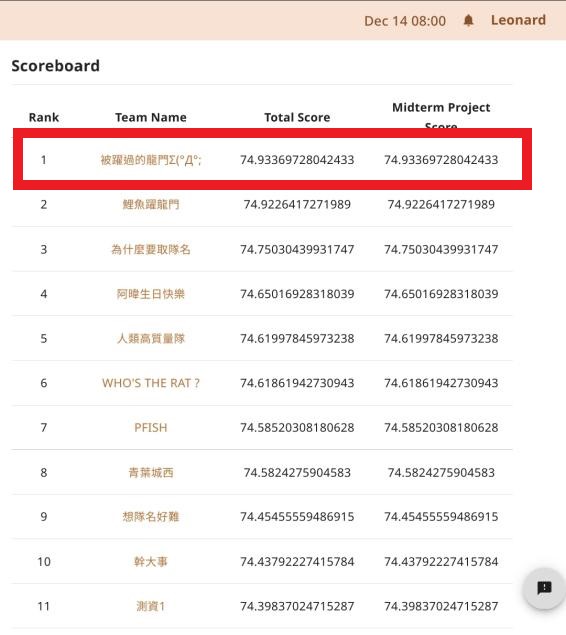 Dec 14 08:00 Leonard
Scoreboard
Rank Team Name Total Score Midterm Project Score
1 被躍過的龍門Σ(°Д°; 74.93369728042433 74.93369728042433
2 鯉魚躍龍門 74.9226417271989 74.9226417271989
3 為什麼要取隊名 74.75030439931747 74.75030439931747
4 阿暐生日快樂 74.65016928318039 74.65016928318039
5 人類高質量隊 74.61997845973238 74.61997845973238
6 WHO'S THE RAT ? 74.61861942730943 74.61861942730943
7 PFISH 74.58520308180628 74.58520308180628
8 青葉城西 74.5824275904583 74.5824275904583
9 想隊名好難 74.45455559486915 74.45455559486915
10 幹大事 74.43792227415784 74.43792227415784
11 測資1 74.39837024715287 74.39837024715287